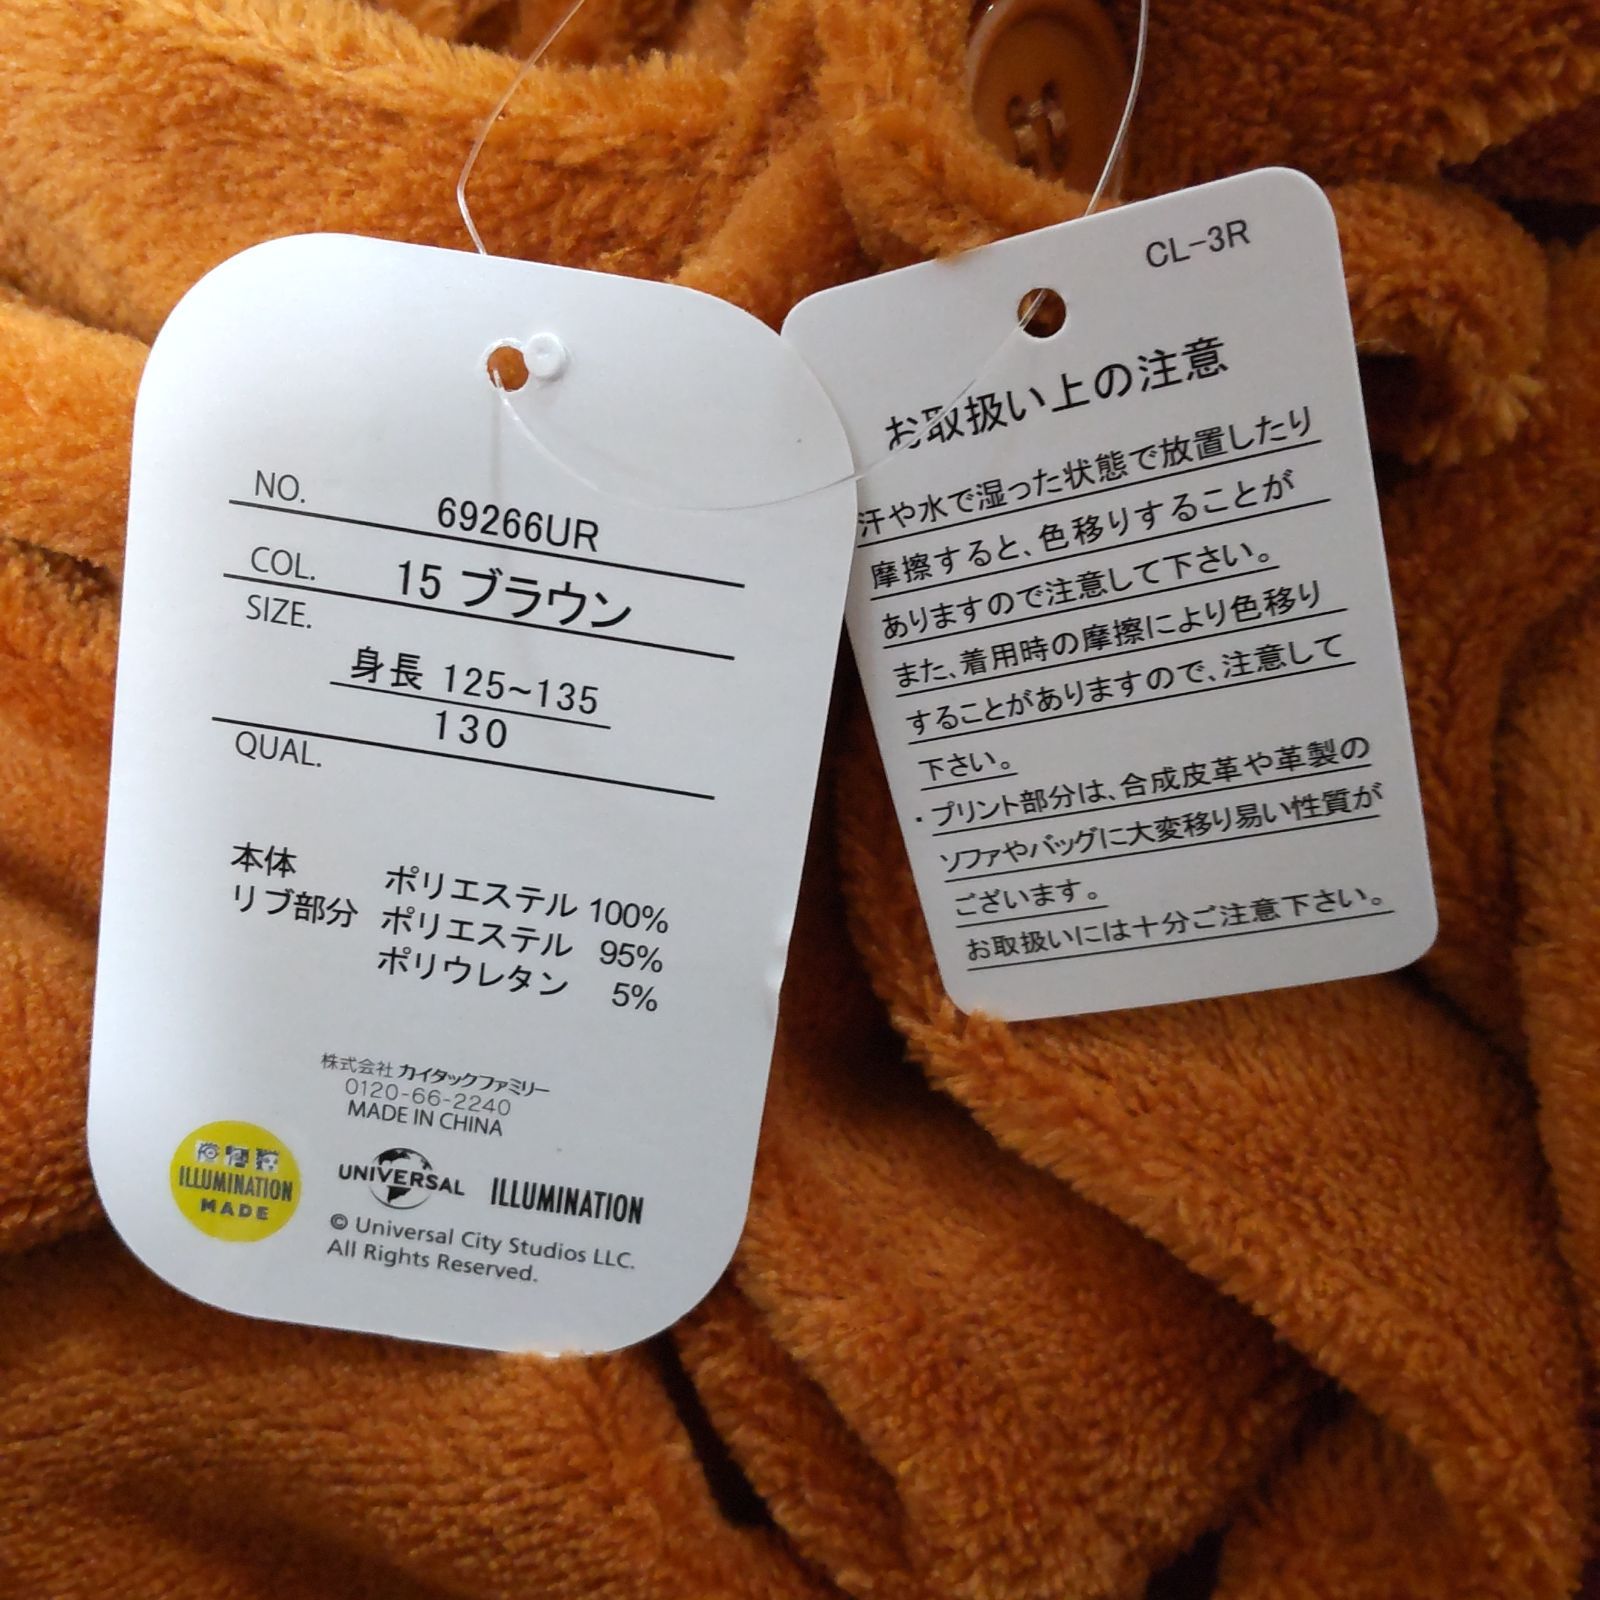 NO.
69266UR
COL.
15 ブラウン
SIZE.
身長 125~135
130
QUAL.
本体 ポリエステル 100%
リブ部分 ポリエステル 95%
ポリウレタン 5%
株式会社 カイタックファミリー
0120-66-2240
MADE IN CHINA
ILLUMINATION
MADE
UNIVERSAL
ILLUMINATION
© Universal City Studios LLC.
All Rights Reserved.
CL-3R
お取扱い上の注意
汗や水で湿った状態で放置したり
摩擦すると、色移りすることが
ありますので注意して下さい。
また、着用時の摩擦により色移り
することがありますので、注意して
下さい。
・プリント部分は、合成皮革や革製の
ソファやバッグに大変移り易い性質が
ございます。
お取扱いには十分ご注意下さい。